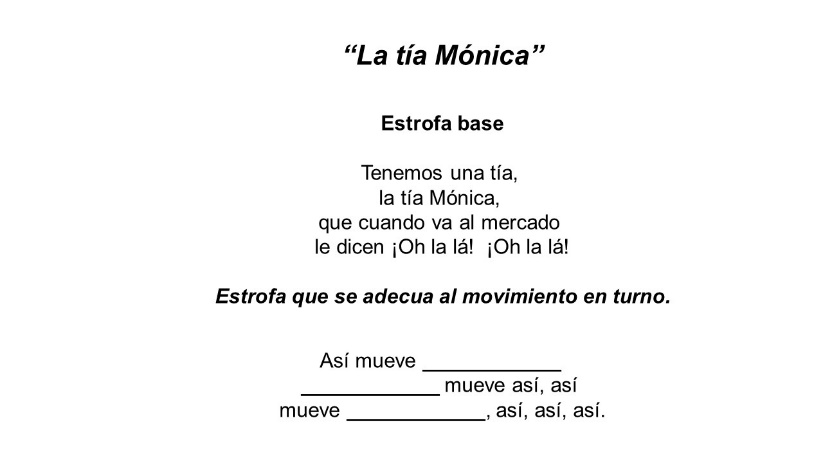 “La tía Mónica”
Estrofa base
Tenemos una tía,
la tía Mónica,
que cuando va al mercado
le dicen ¡Oh la lá!  ¡Oh la lá!
Estrofa que se adecua al movimiento en turno.
Así mueve ____________
____________ mueve así, así
mueve ____________, así, así, así.